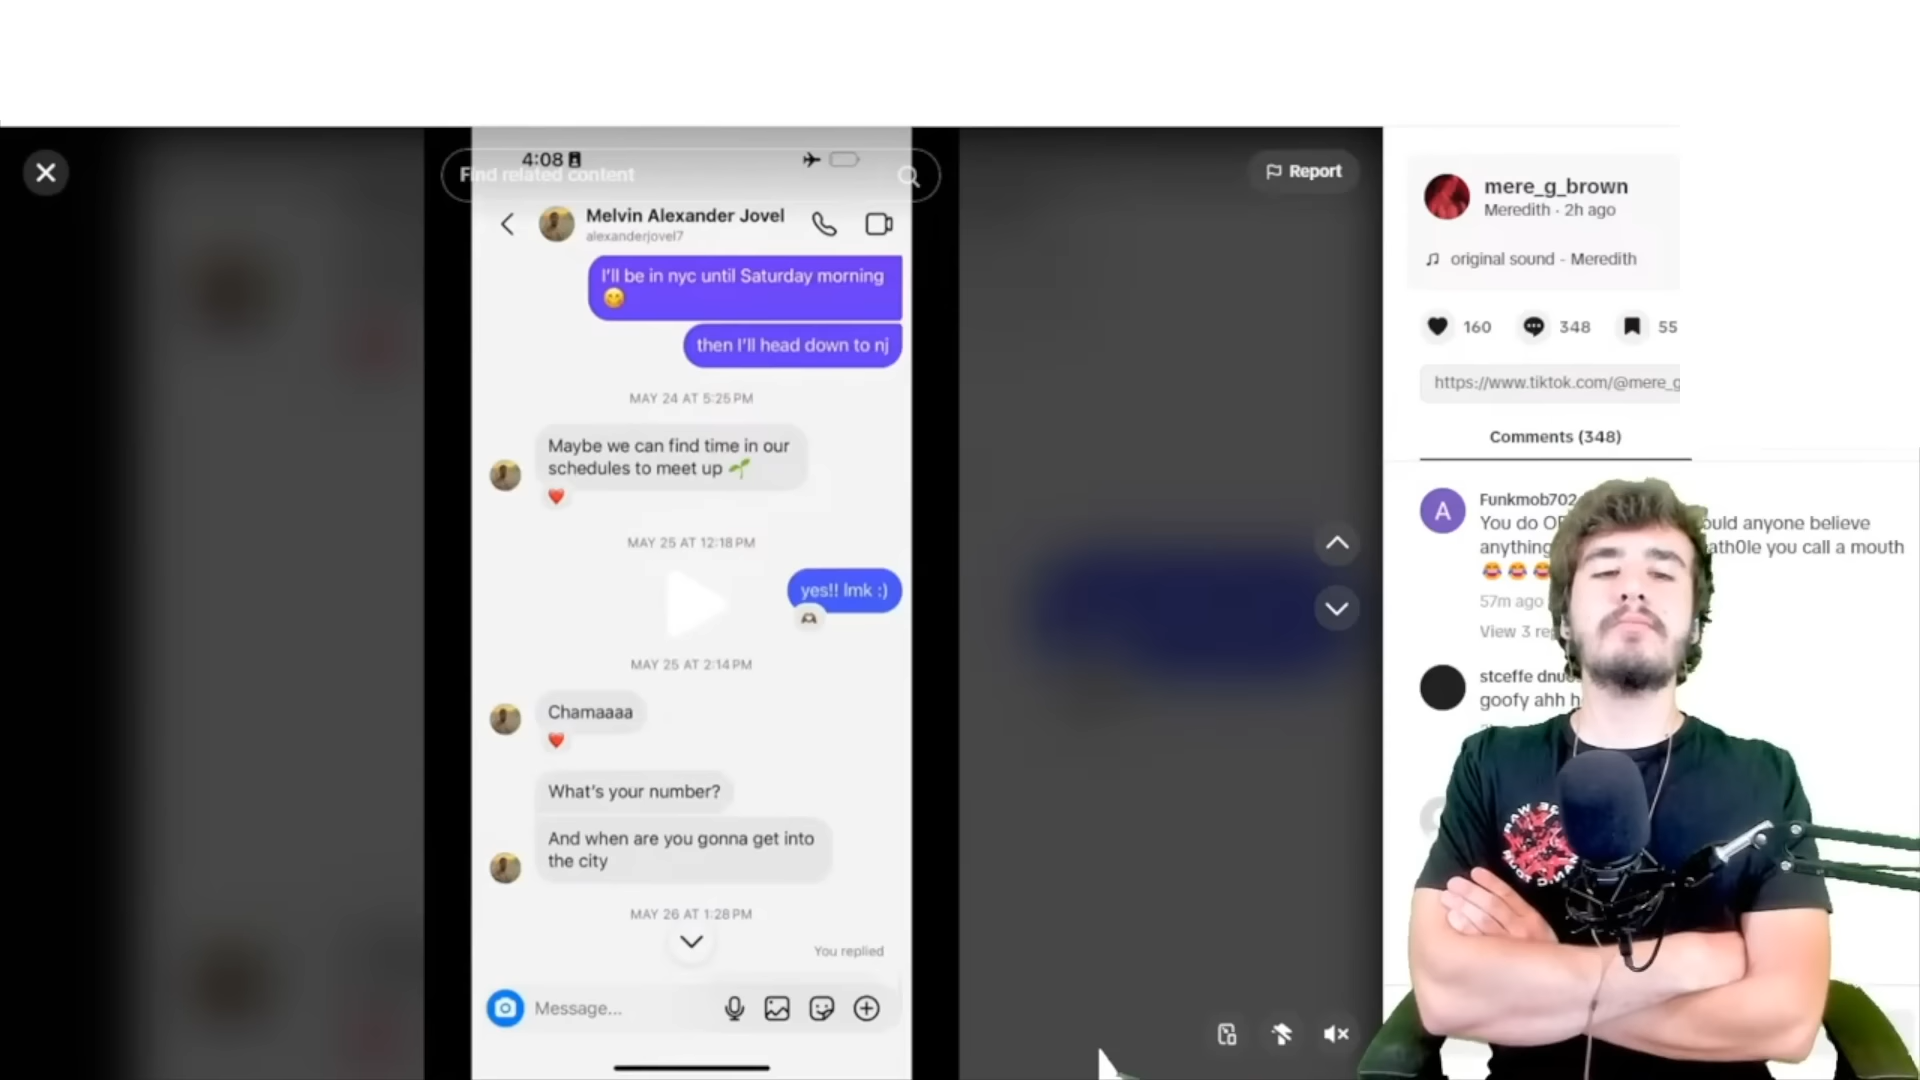 4:08
Find related content
Melvin Alexander Jovel
alexanderjovel7
I'll be in nyc until Saturday morning
😋
then I'll head down to nj
MAY 24 AT 5:25 PM
Maybe we can find time in our
schedules to meet up 🌱
❤️
MAY 25 AT 12:18 PM
yes!! lmk :)
MAY 25 AT 2:14 PM
Chamaaaa
❤️
What's your number?
And when are you gonna get into
the city
MAY 26 AT 1:28 PM
You replied
Message...
Report
mere_g_brown
Meredith · 2h ago
original sound - Meredith
160 348 55
https://www.tiktok.com/@mere_g
Comments (348)
A
Funkmob702
You do anyone believe
anything you call a mouth
😂 😂 😂
57m ago
View 3
stceffe
goofy ahh